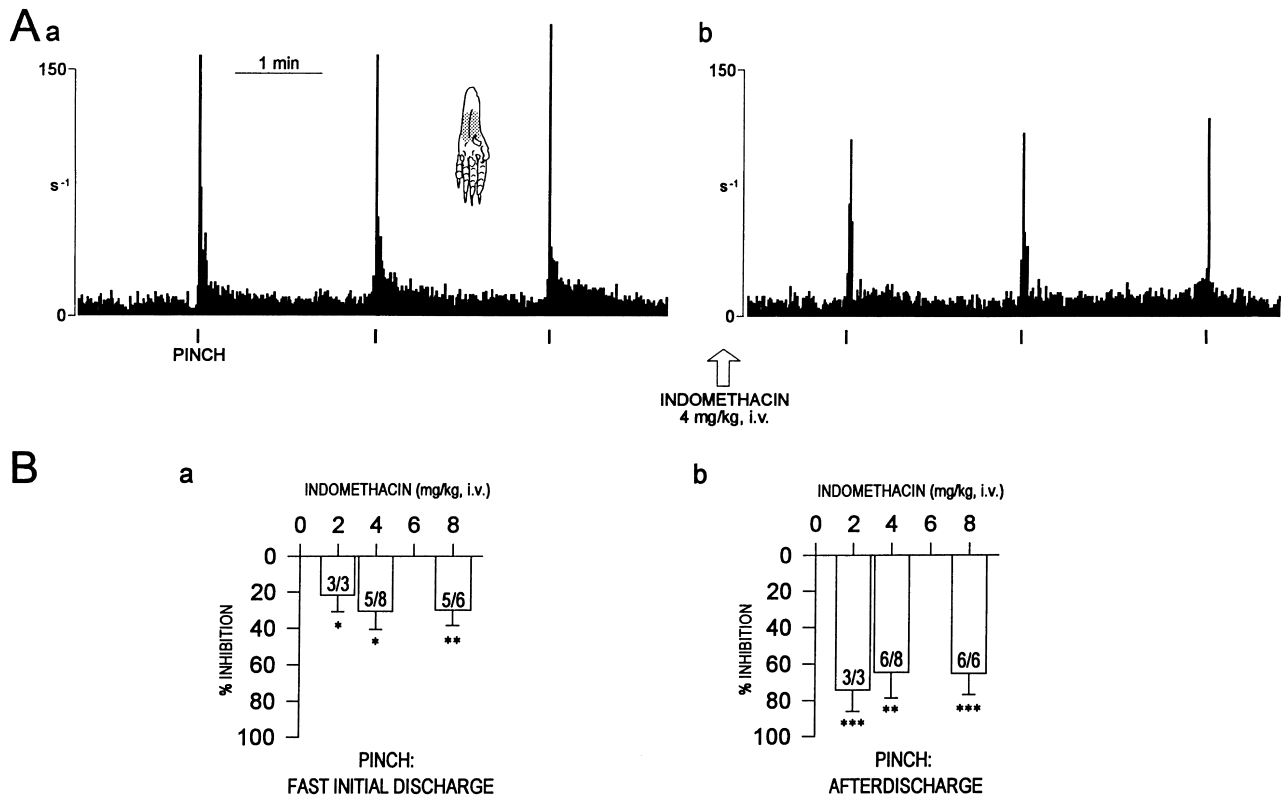 A a
150
1 min
s-1
0
PINCH
b
150
s-1
0
INDOMETHACIN
4 mg/kg, i.v.
B
a
INDOMETHACIN (mg/kg, i.v.)
0 2 4 6 8
0
20
40
60
80
100
% INHIBITION
3/3 5/8 5/6
* * **
PINCH:
FAST INITIAL DISCHARGE
b
INDOMETHACIN (mg/kg, i.v.)
0 2 4 6 8
0
20
40
60
80
100
% INHIBITION
3/3 6/8 6/6
*** ** ***
PINCH:
AFTERDISCHARGE